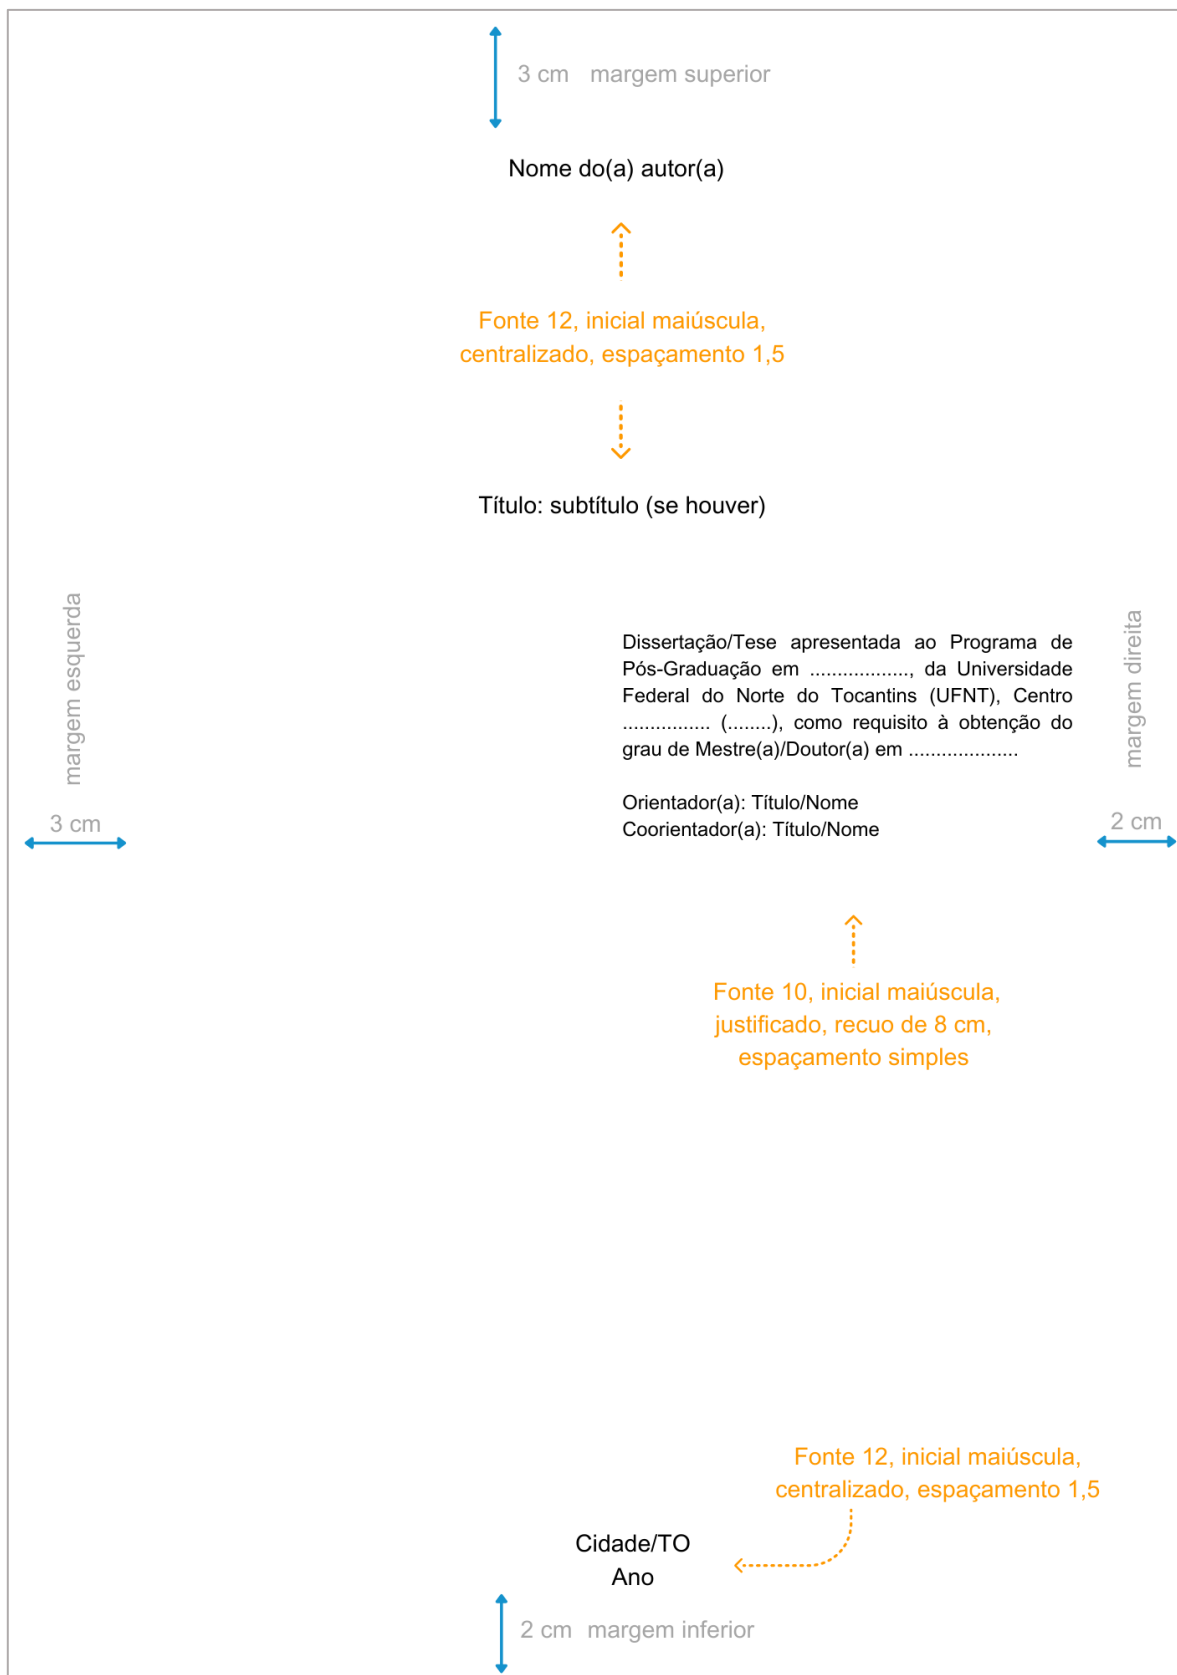 3 cm margem superior
Nome do(a) autor(a)
Fonte 12, inicial maiúscula,
centralizado, espaçamento 1,5
Título: subtítulo (se houver)
margem esquerda
3 cm
Dissertação/Tese apresentada ao Programa de
Pós-Graduação em .................., da Universidade
Federal do Norte do Tocantins (UFNT), Centro
................ (........), como requisito à obtenção do
grau de Mestre(a)/Doutor(a) em ....................
Orientador(a): Título/Nome
Coorientador(a): Título/Nome
margem direita
2 cm
Fonte 10, inicial maiúscula,
justificado, recuo de 8 cm,
espaçamento simples
Fonte 12, inicial maiúscula,
centralizado, espaçamento 1,5
Cidade/TO
Ano
2 cm margem inferior